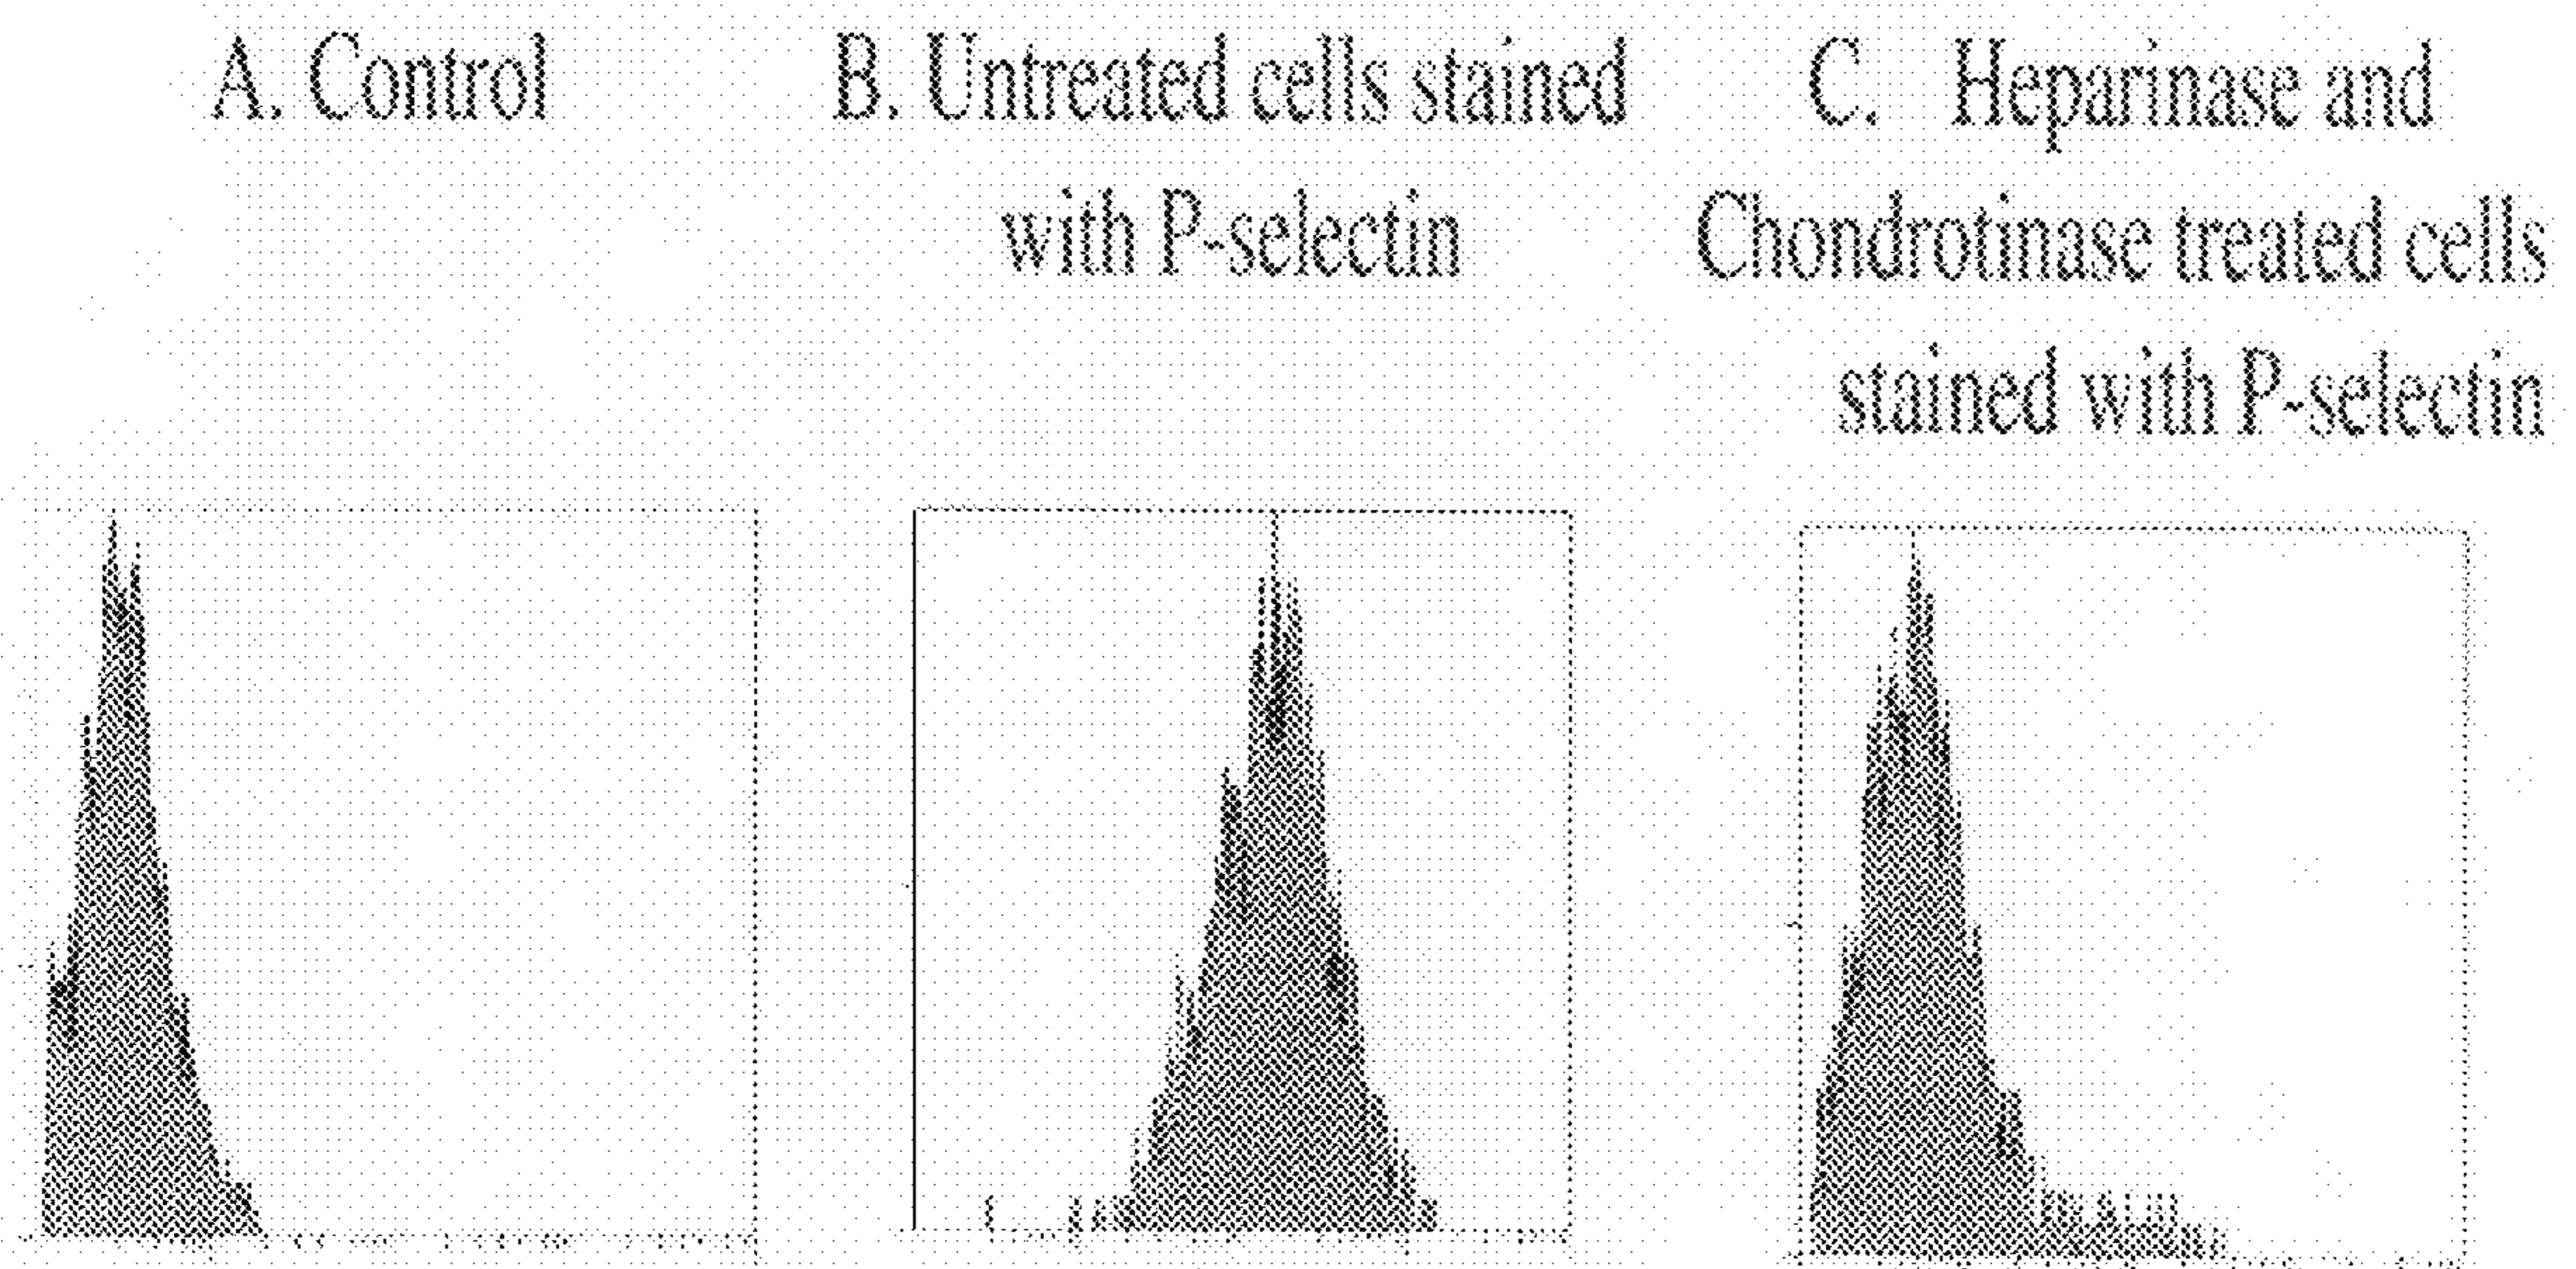 A. Control
B. Untreated cells stained
with P-selectin
C. Heparinase and
Chondrotinase treated cells
stained with P-selectin